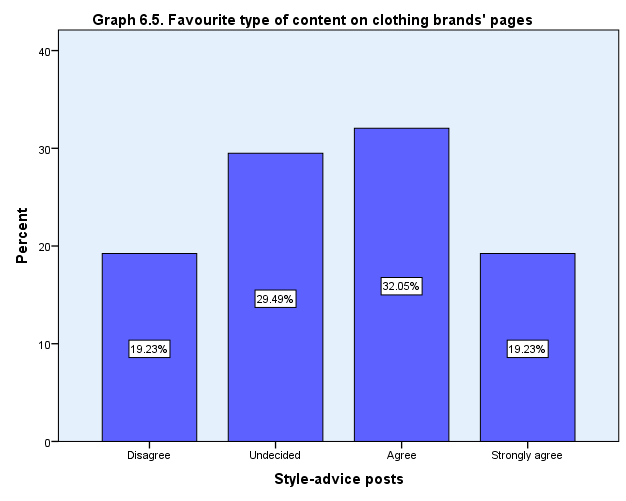 Graph 6.5. Favourite type of content on clothing brands' pages
Percent
40
30
20
10
0
19.23%
29.49%
32.05%
19.23%
Disagree Undecided Agree Strongly agree
Style-advice posts